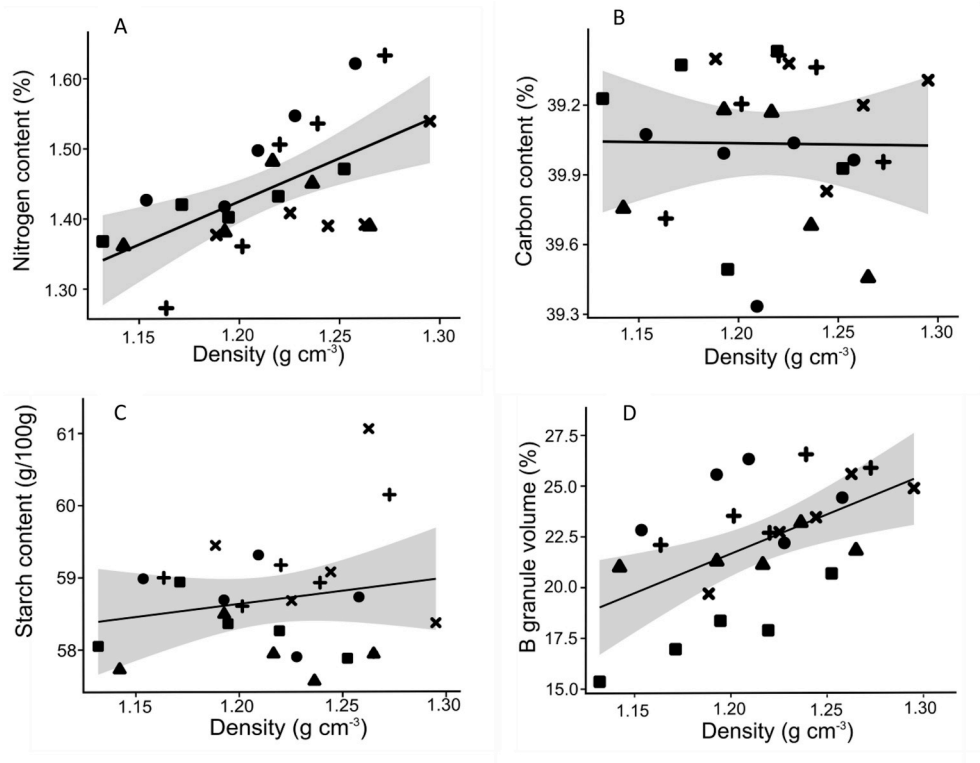 A
Nitrogen content (%)
1.60
1.50
1.40
1.30
1.15
1.20
1.25
1.30
Density (g cm-3)
B
Carbon content (%)
39.2
39.9
39.6
39.3
1.15
1.20
1.25
1.30
Density (g cm-3)
C
Starch content (g/100g)
61
60
59
58
1.15
1.20
1.25
1.30
Density (g cm-3)
D
B granule volume (%)
27.5
25.0
22.5
20.0
17.5
15.0
1.15
1.20
1.25
1.30
Density (g cm-3)